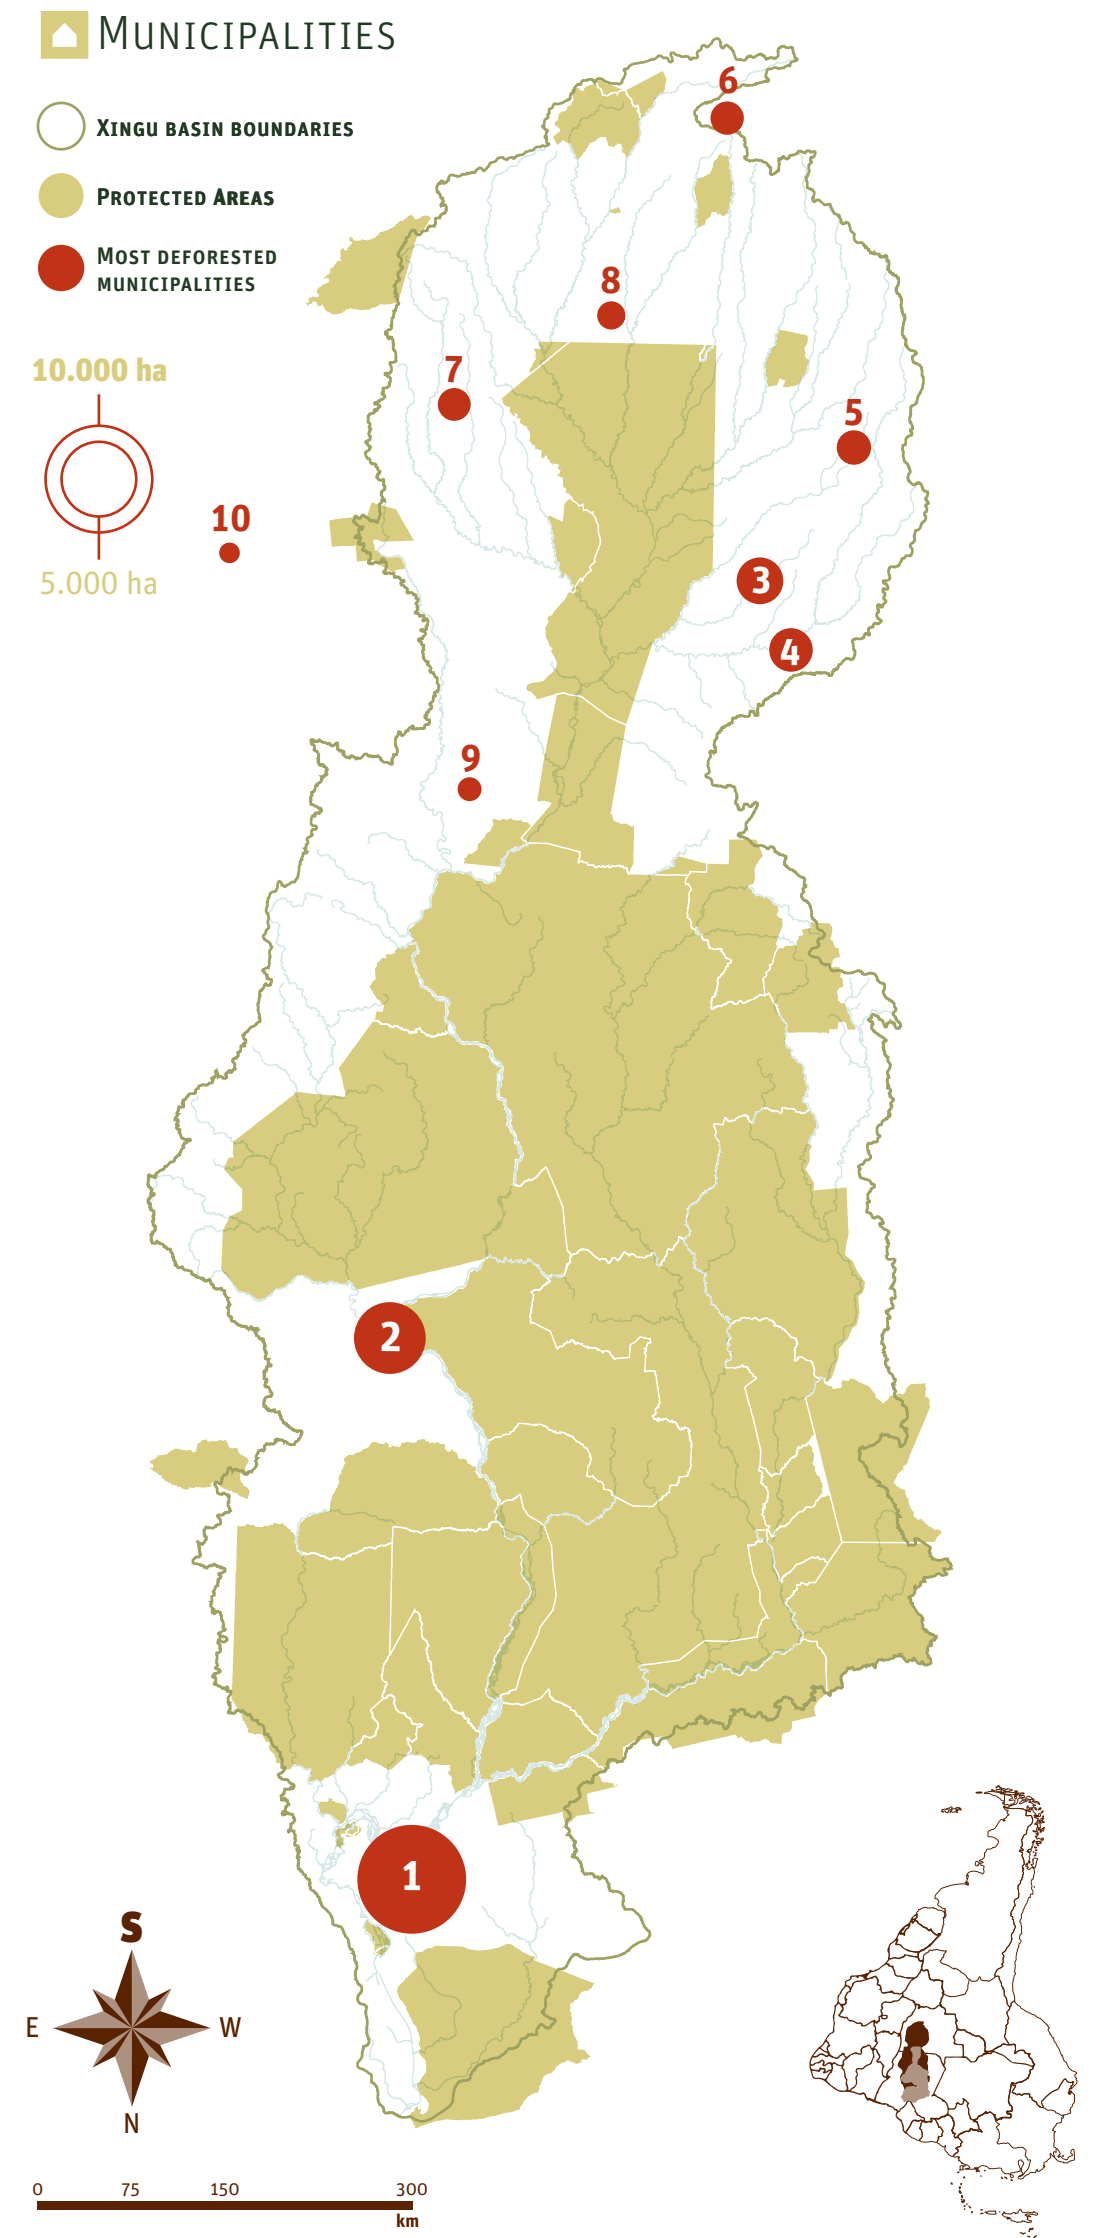 MUNICIPALITIES
XINGU BASIN BOUNDARIES
PROTECTED AREAS
MOST DEFORESTED
MUNICIPALITIES
10.000 ha
5.000 ha
6
8
7
5
10
3
4
9
2
1
S
E
W
N
0 75 150 300
km